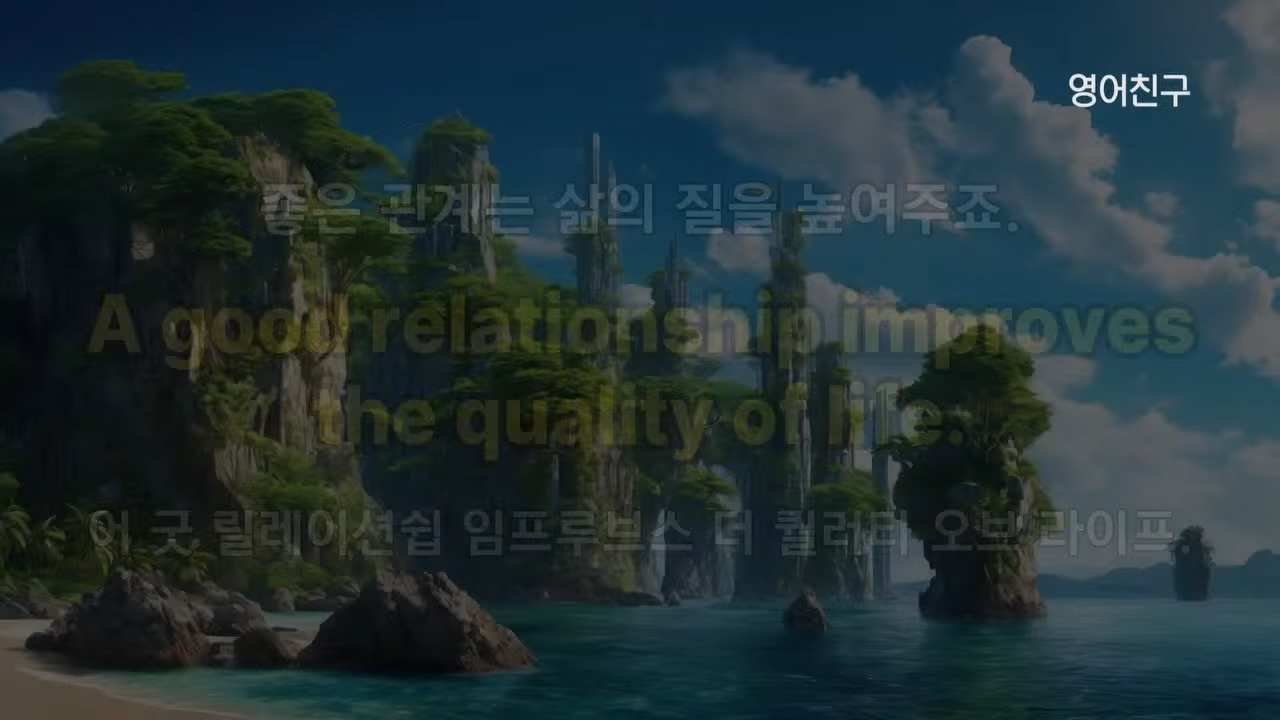 영어친구
좋은 관계는 삶의 질을 높여주죠.
A good relationship improves
the quality of life.
어 굿 릴레이션쉽 임프루브스 더 퀄러티 오브 라이프.